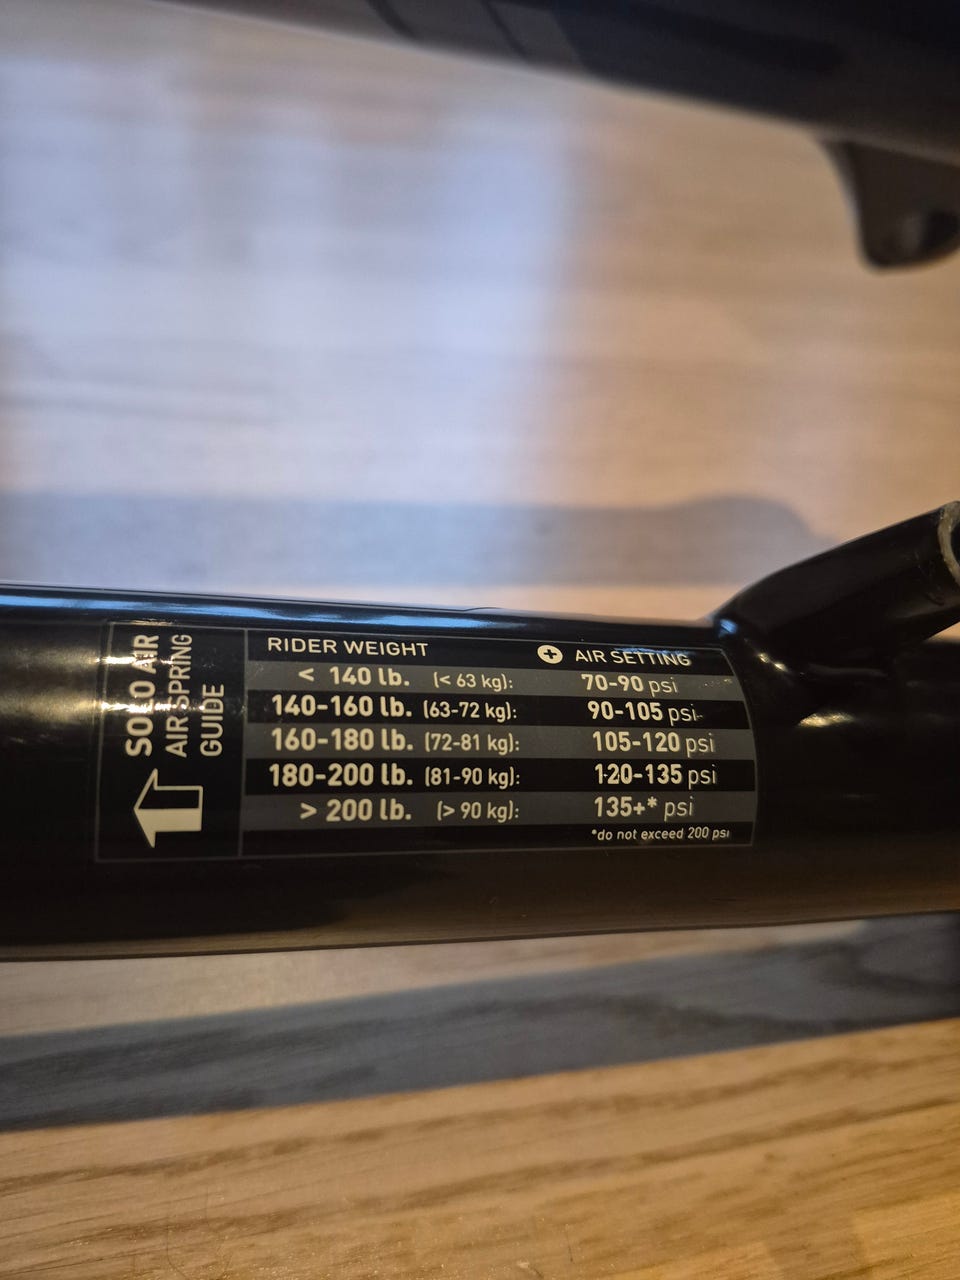 SOLO AIR
AIR SPRING
GUIDE
RIDER WEIGHT + AIR SETTING
< 140 lb. (< 63 kg): 70-90 psi
140-160 lb. (63-72 kg): 90-105 psi
160-180 lb. (72-81 kg): 105-120 psi
180-200 lb. (81-90 kg): 120-135 psi
> 200 lb. (> 90 kg): 135+* psi
*do not exceed 200 psi